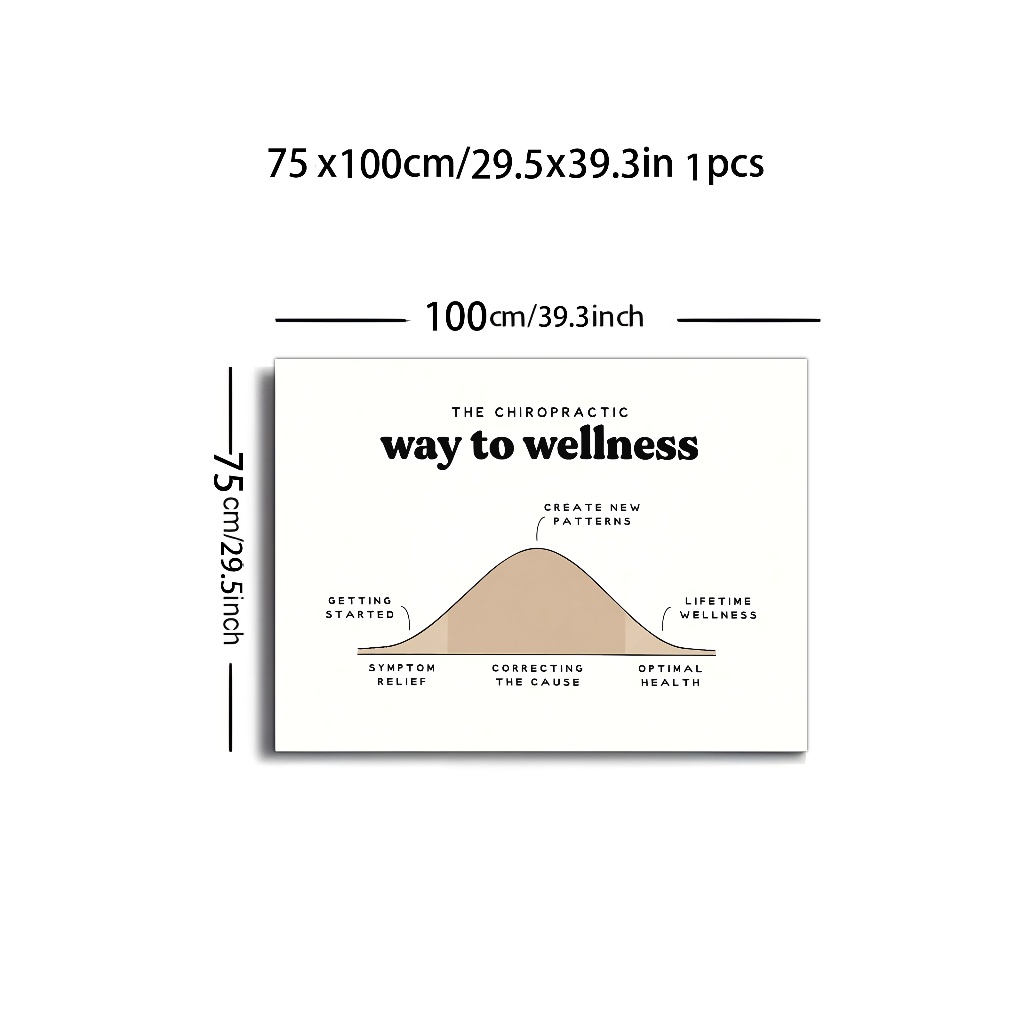 75 x100cm/29.5x39.3in 1pcs
100cm/39.3inch
75cm/29.5inch
THE CHIROPRACTIC
way to wellness
CREATE NEW
PATTERNS
GETTING
STARTED
LIFETIME
WELLNESS
SYMPTOM
RELIEF
CORRECTING
THE CAUSE
OPTIMAL
HEALTH